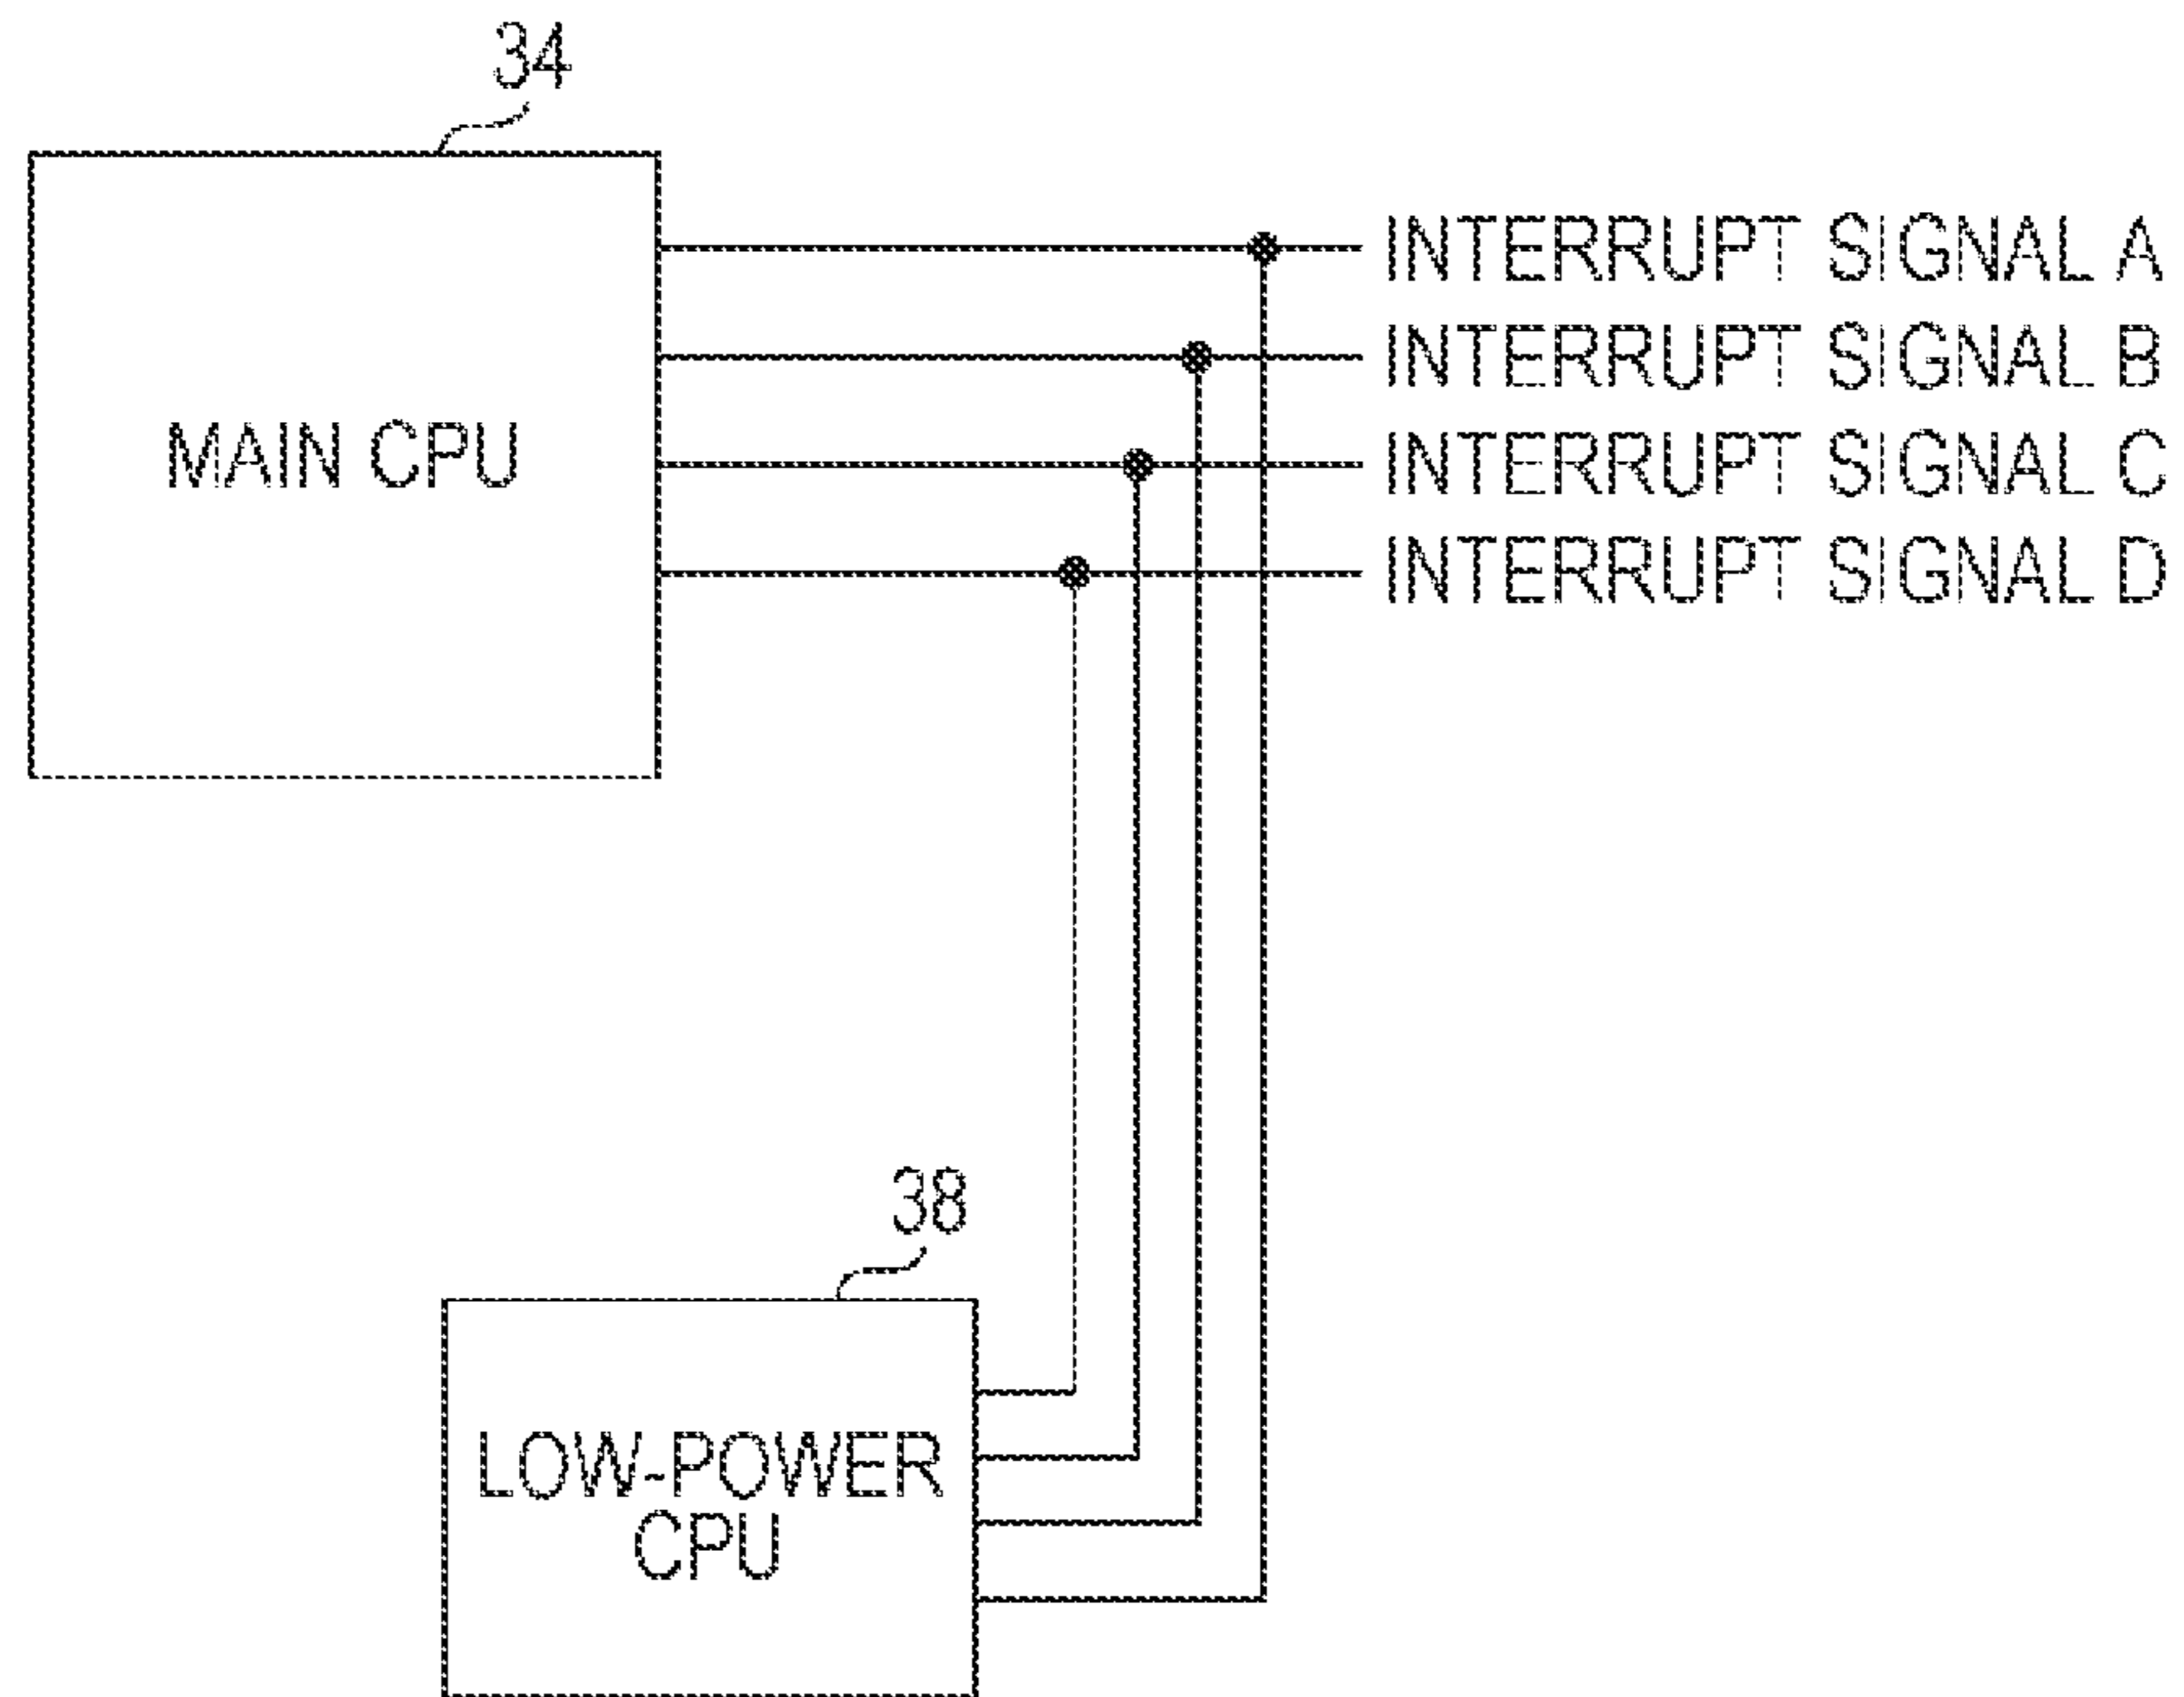 34
MAIN CPU
INTERRUPT SIGNAL A
INTERRUPT SIGNAL B
INTERRUPT SIGNAL C
INTERRUPT SIGNAL D
38
LOW-POWER
CPU